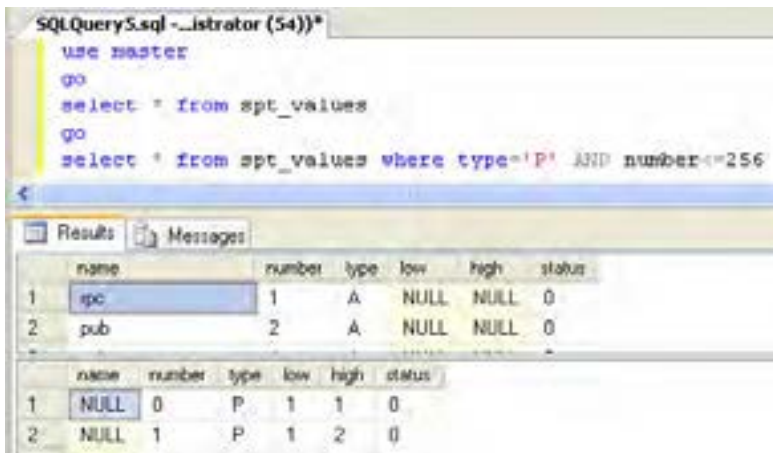 SQLQuery5.sql -...istrator (54))*
use master
go
select * from spt_values
go
select * from spt_values where type='P' AND number<=256
Results Messages
name number type low high status
1 rpc 1 A NULL NULL 0
2 pub 2 A NULL NULL 0
name number type low high status
1 NULL 0 P 1 1 0
2 NULL 1 P 1 2 0